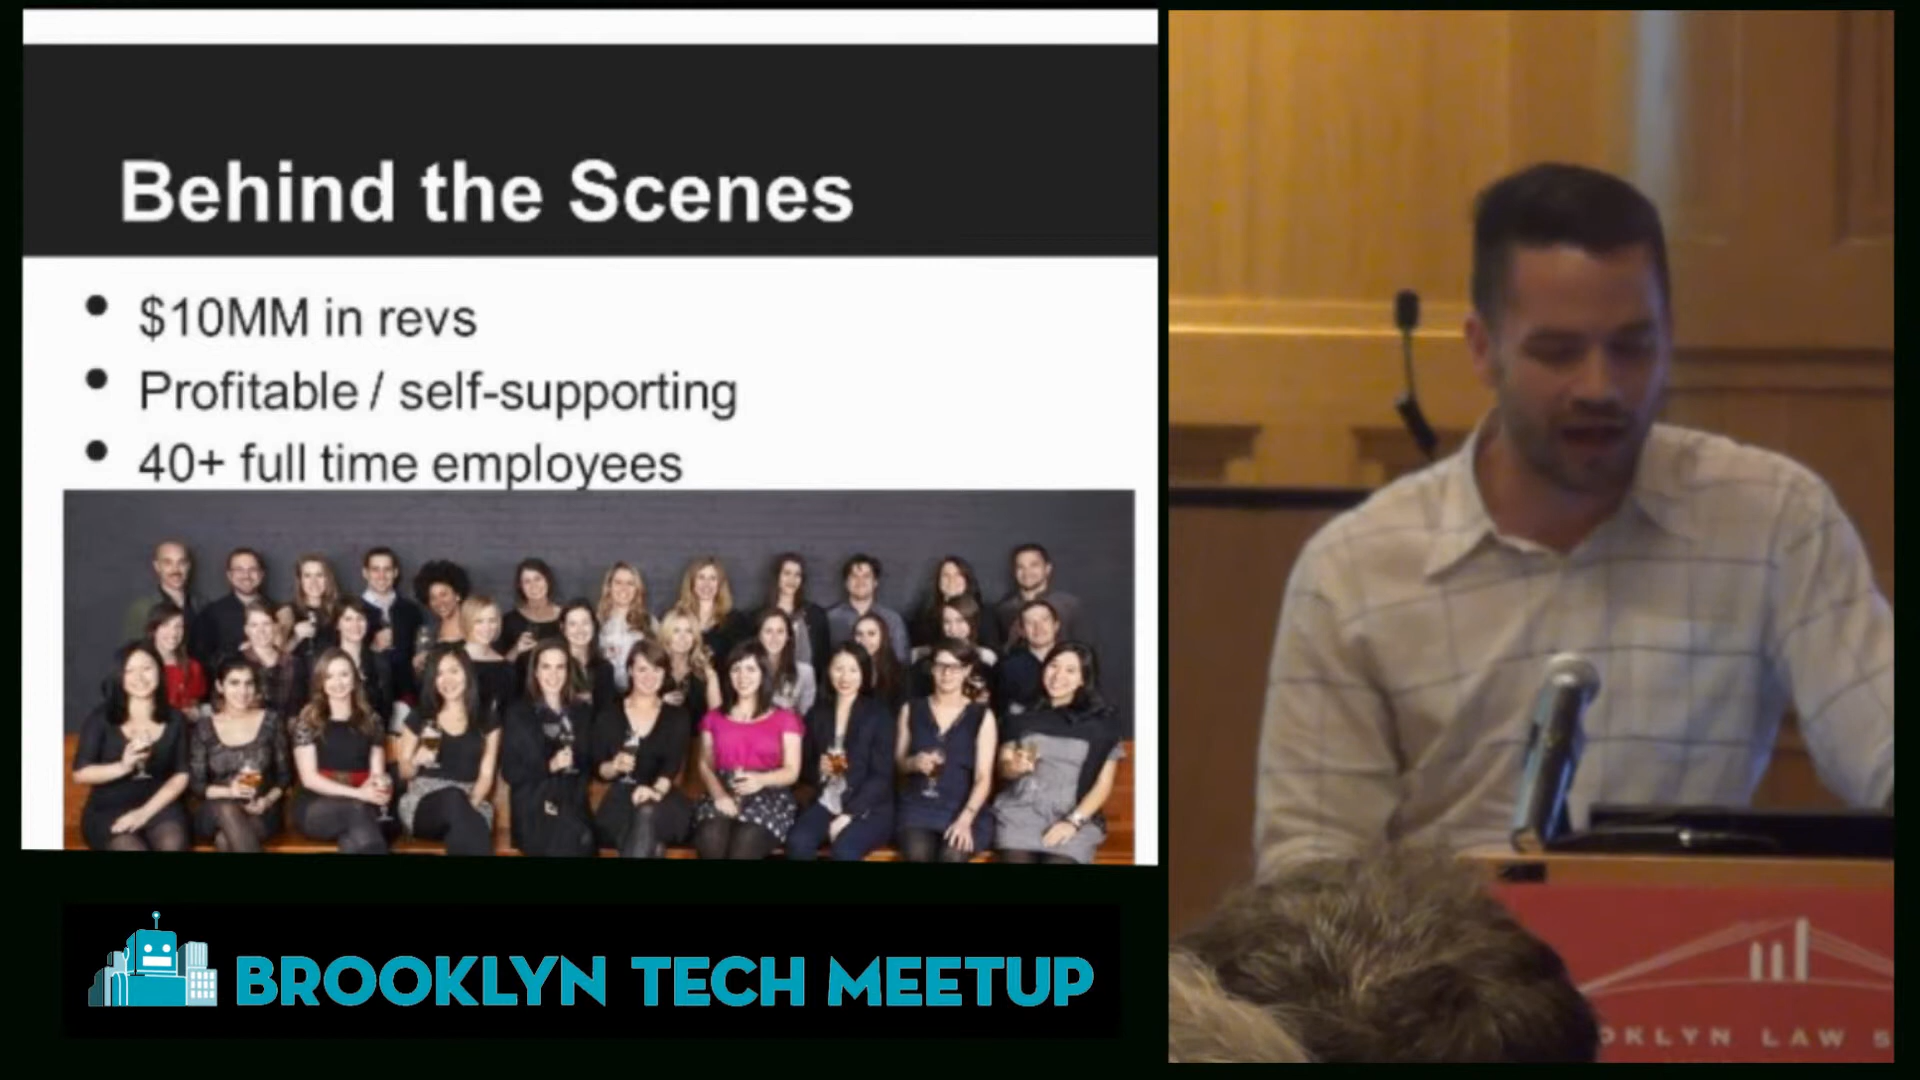 Behind the Scenes
• $10MM in revs
• Profitable / self-supporting
• 40+ full time employees
BROOKLYN TECH MEETUP
OKLYN LAW S